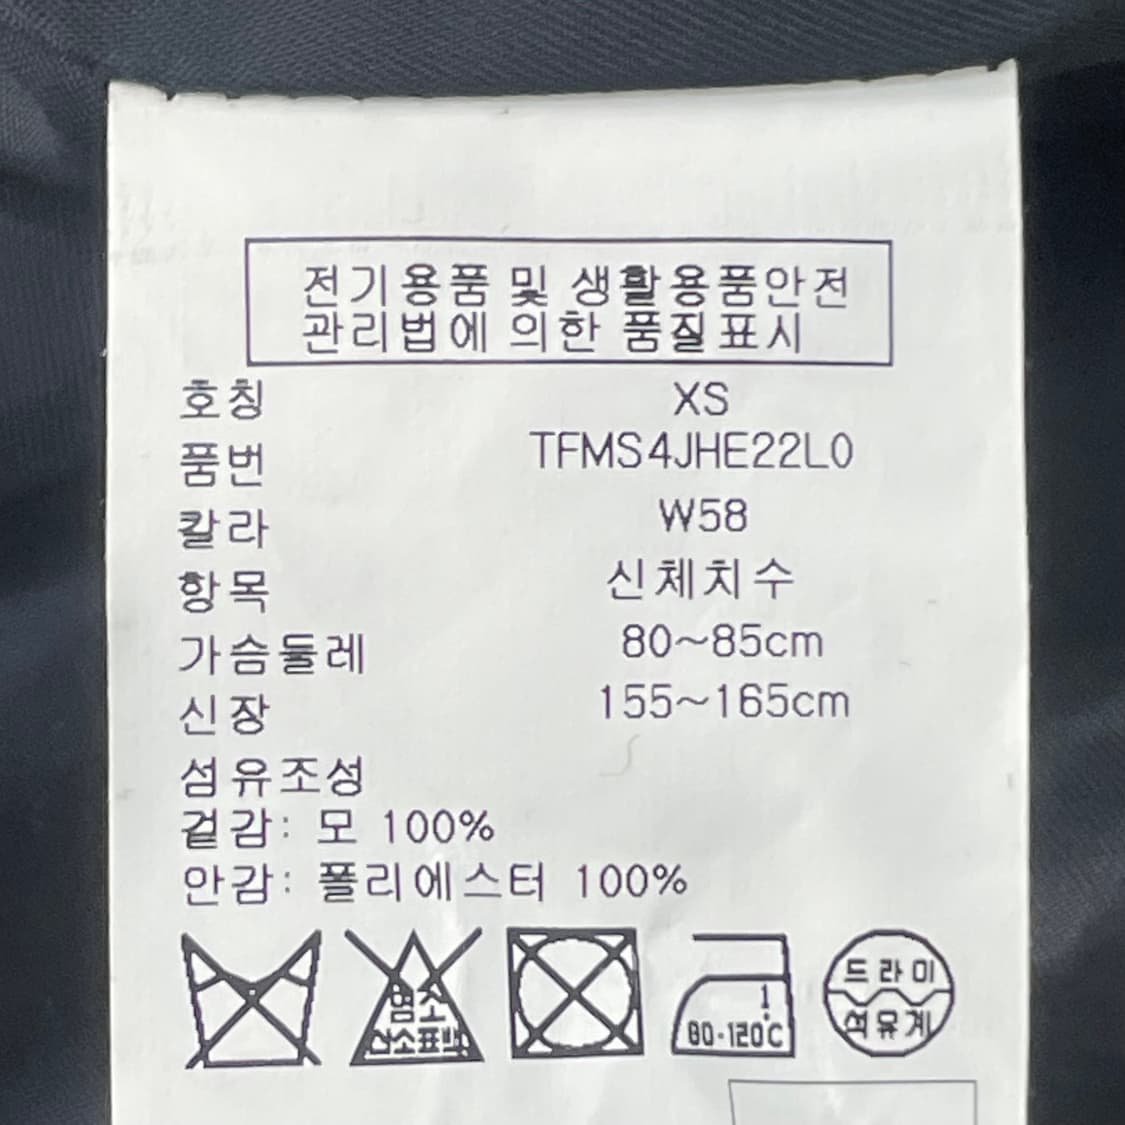 전기용품 및 생활용품안전
관리법에 의한 품질표시
호칭 XS
품번 TFMS4JHE22L0
칼라 W58
항목 신체치수
가슴둘레 80~85cm
신장 155~165cm
섬유조성
겉감: 모 100%
안감: 폴리에스터 100%
염소
산소표백
1
80-120℃
드라이
석유계